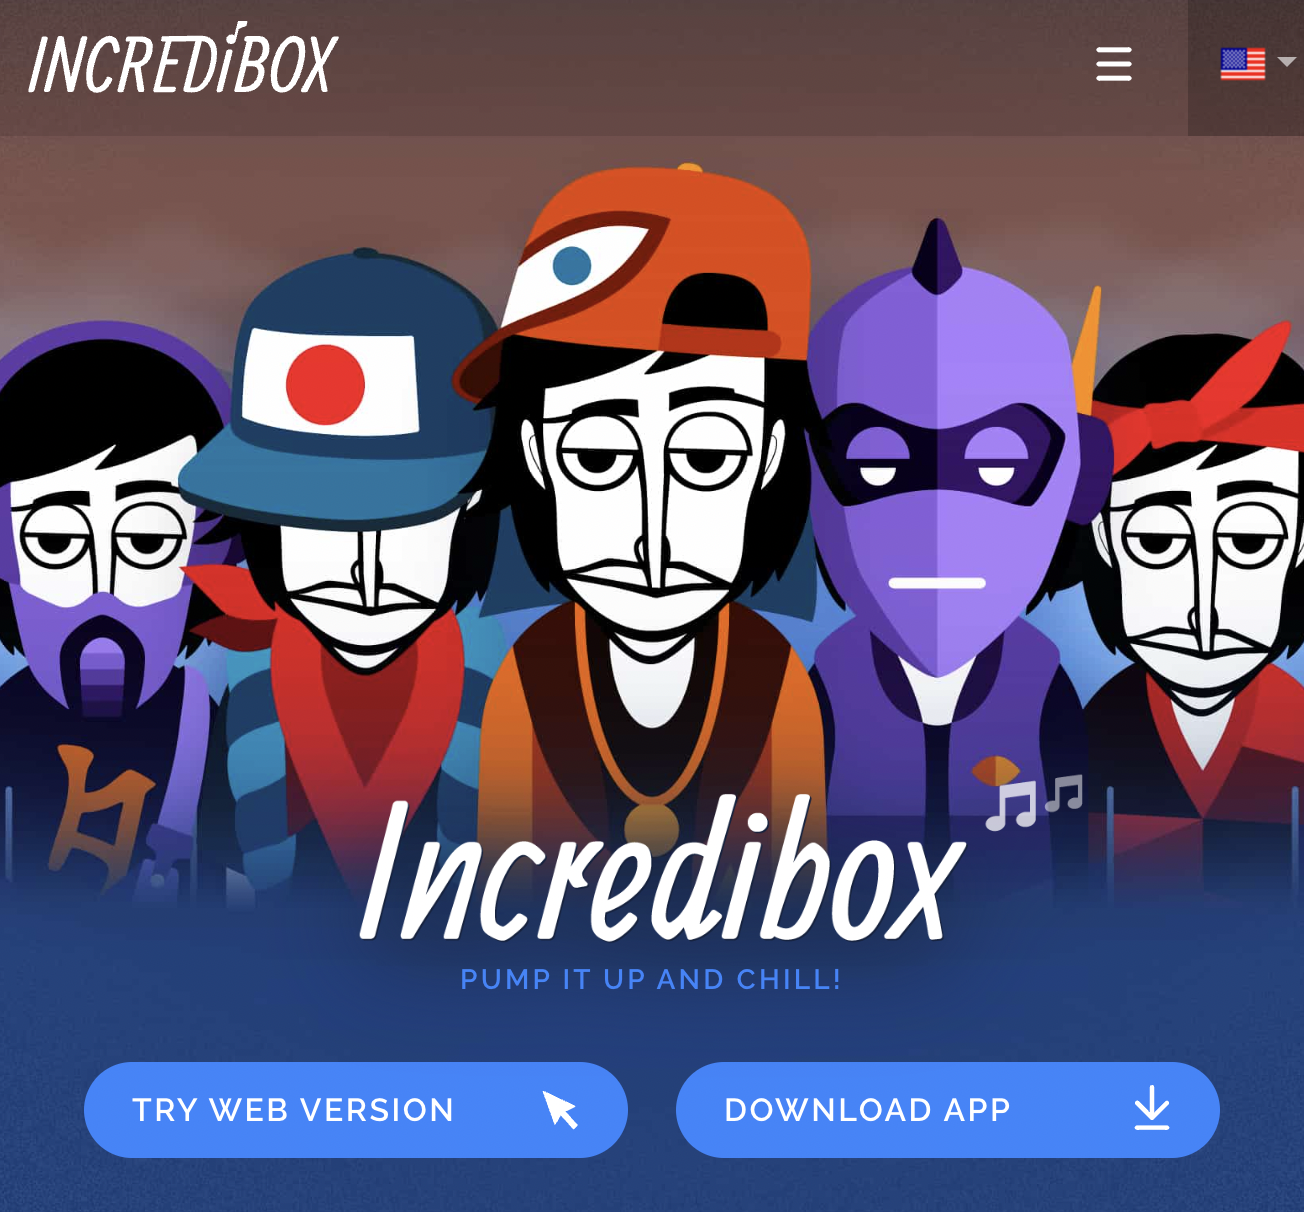 INCREDiBOX
Incredibox
PUMP IT UP AND CHILL!
TRY WEB VERSION
DOWNLOAD APP